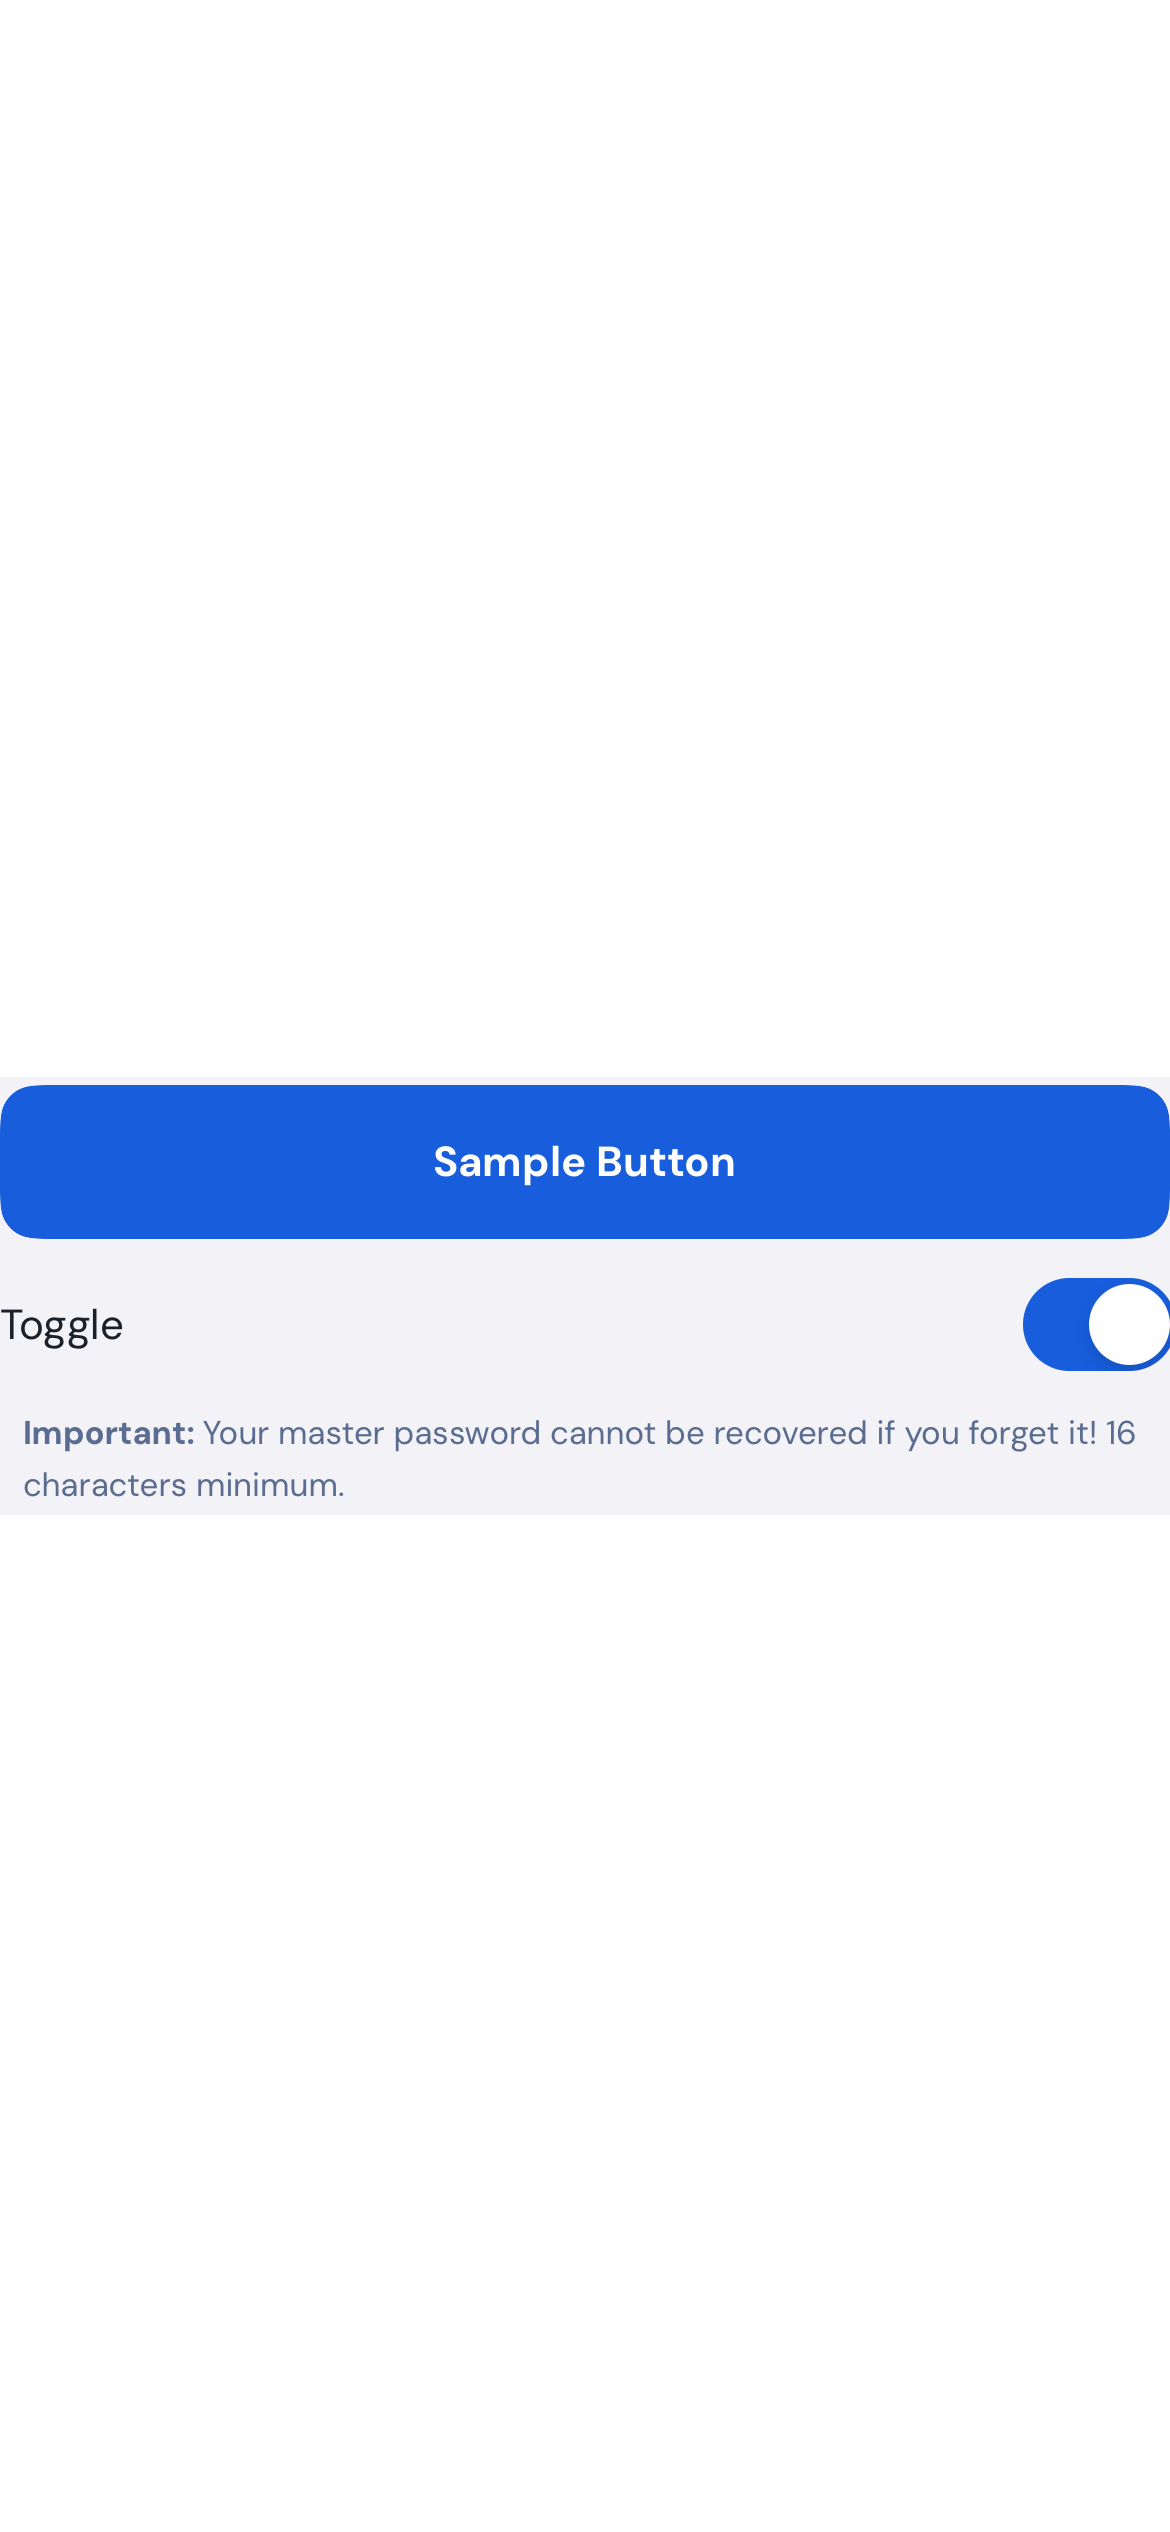 Sample Button
Toggle
Important: Your master password cannot be recovered if you forget it! 16
characters minimum.